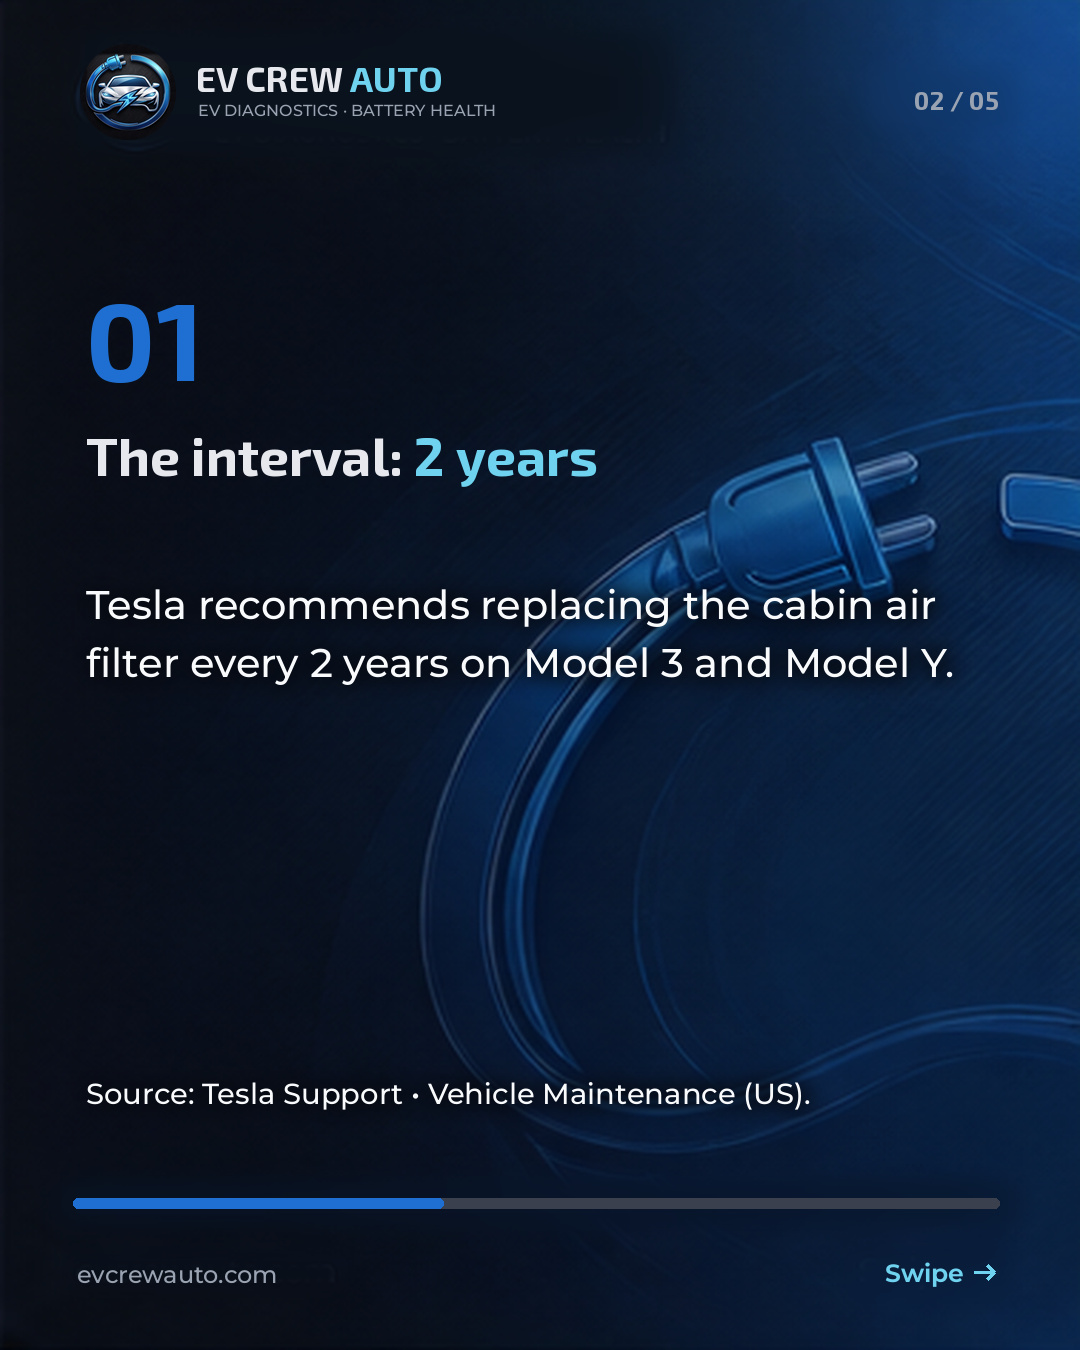 EV CREW AUTO
EV DIAGNOSTICS · BATTERY HEALTH
02 / 05
01
The interval: 2 years
Tesla recommends replacing the cabin air
filter every 2 years on Model 3 and Model Y.
Source: Tesla Support • Vehicle Maintenance (US).
evcrewauto.com
Swipe →